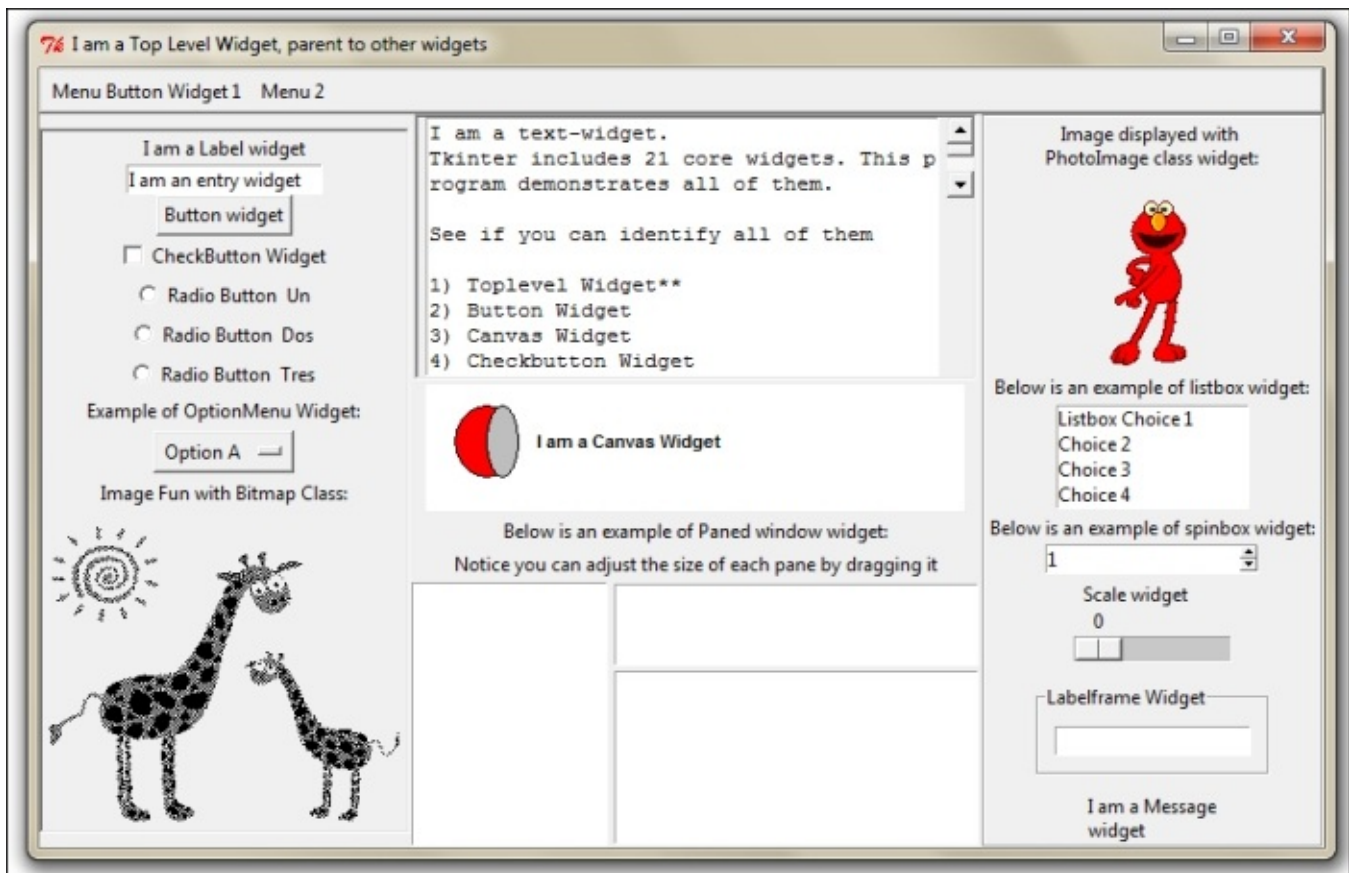 I am a Top Level Widget, parent to other widgets
Menu Button Widget 1 Menu 2
I am a Label widget
I am an entry widget
Button widget
CheckButton Widget
Radio Button Un
Radio Button Dos
Radio Button Tres
Example of OptionMenu Widget:
Option A
Image Fun with Bitmap Class:
I am a text-widget.
Tkinter includes 21 core widgets. This p
rogram demonstrates all of them.
See if you can identify all of them
1) Toplevel Widget**
2) Button Widget
3) Canvas Widget
4) Checkbutton Widget
I am a Canvas Widget
Below is an example of Paned window widget:
Notice you can adjust the size of each pane by dragging it
Image displayed with
PhotoImage class widget:
Below is an example of listbox widget:
Listbox Choice 1
Choice 2
Choice 3
Choice 4
Below is an example of spinbox widget:
1
Scale widget
0
Labelframe Widget
I am a Message
widget